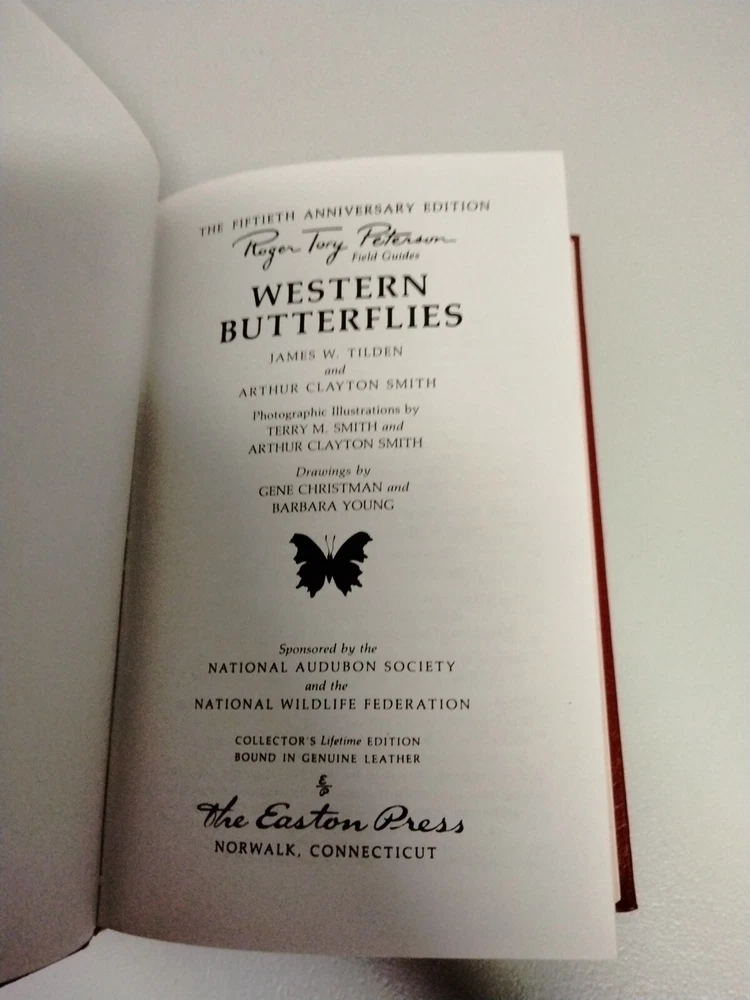 THE FIFTIETH ANNIVERSARY EDITION
Roger Tory Peterson
Field Guides
WESTERN
BUTTERFLIES
JAMES W. TILDEN
and
ARTHUR CLAYTON SMITH
Photographic Illustrations by
TERRY M. SMITH and
ARTHUR CLAYTON SMITH
Drawings by
GENE CHRISTMAN and
BARBARA YOUNG
Sponsored by the
NATIONAL AUDUBON SOCIETY
and the
NATIONAL WILDLIFE FEDERATION
COLLECTOR'S Lifetime EDITION
BOUND IN GENUINE LEATHER
E/P
The Easton Press
NORWALK, CONNECTICUT